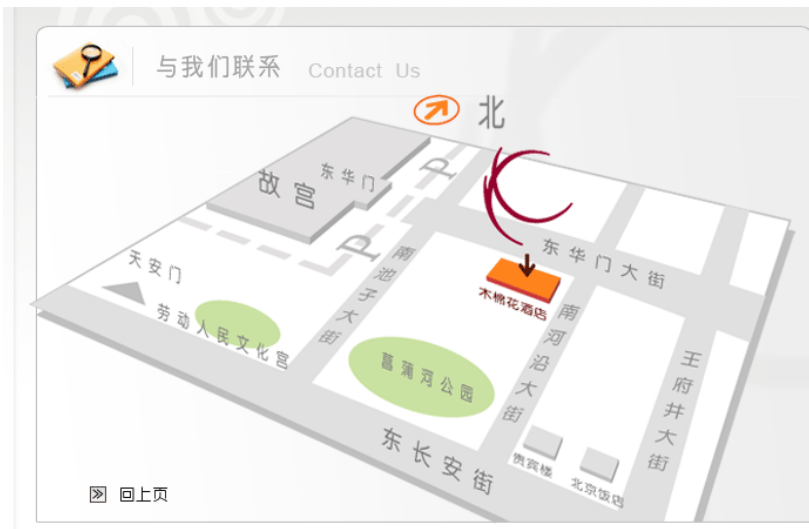 与我们联系 Contact Us
北
故宫
东华门
P
P
天安门
劳动人民文化宫
南池子大街
东华门大街
木棉花酒店
南河沿大街
菖蒲河公园
王府井大街
东长安街
贵宾楼
北京饭店
回上页